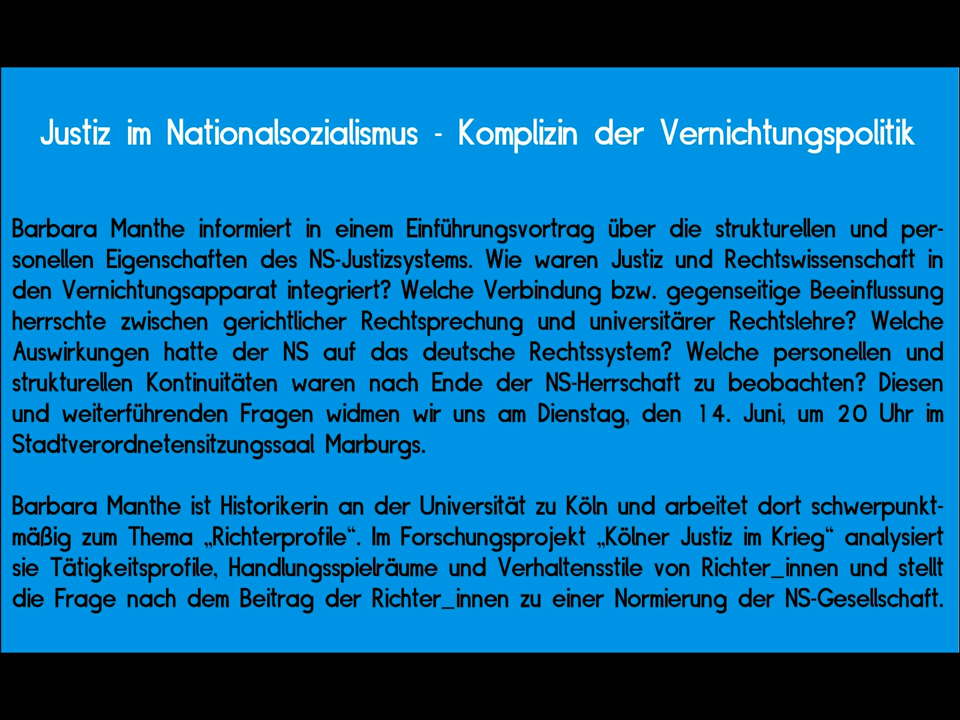 Justiz im Nationalsozialismus - Komplizin der Vernichtungspolitik
Barbara Manthe informiert in einem Einführungsvortrag über die strukturellen und per-
sonellen Eigenschaften des NS-Justizsystems. Wie waren Justiz und Rechtswissenschaft in
den Vernichtungsapparat integriert? Welche Verbindung bzw. gegenseitige Beeinflussung
herrschte zwischen gerichtlicher Rechtsprechung und universitärer Rechtslehre? Welche
Auswirkungen hatte der NS auf das deutsche Rechtssystem? Welche personellen und
strukturellen Kontinuitäten waren nach Ende der NS-Herrschaft zu beobachten? Diesen
und weiterführenden Fragen widmen wir uns am Dienstag, den 14. Juni, um 20 Uhr im
Stadtverordnetensitzungssaal Marburgs.
Barbara Manthe ist Historikerin an der Universität zu Köln und arbeitet dort schwerpunkt-
mäßig zum Thema „Richterprofile“. Im Forschungsprojekt „Kölner Justiz im Krieg“ analysiert
sie Tätigkeitsprofile, Handlungsspielräume und Verhaltensstile von Richter_innen und stellt
die Frage nach dem Beitrag der Richter_innen zu einer Normierung der NS-Gesellschaft.